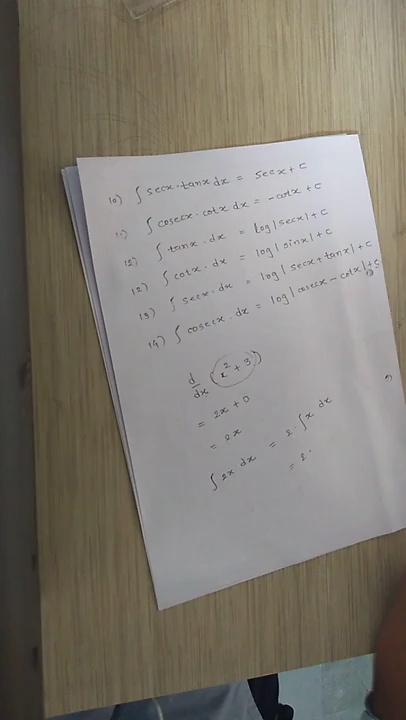 10) ∫ secx·tanx dx = secx + c
11) ∫ cosecx·cotx dx = -cotx + c
12) ∫ tanx·dx = log|secx| + c
12) ∫ cotx·dx = log|sinx| + c
13) ∫ secx·dx = log|secx + tanx| + c
14) ∫ cosecx·dx = log|cosecx - cotx| + c
d/dx (x² + 3)
= 2x + 0
= 2x
∫ 2x dx = 2·∫ x dx
= 2·